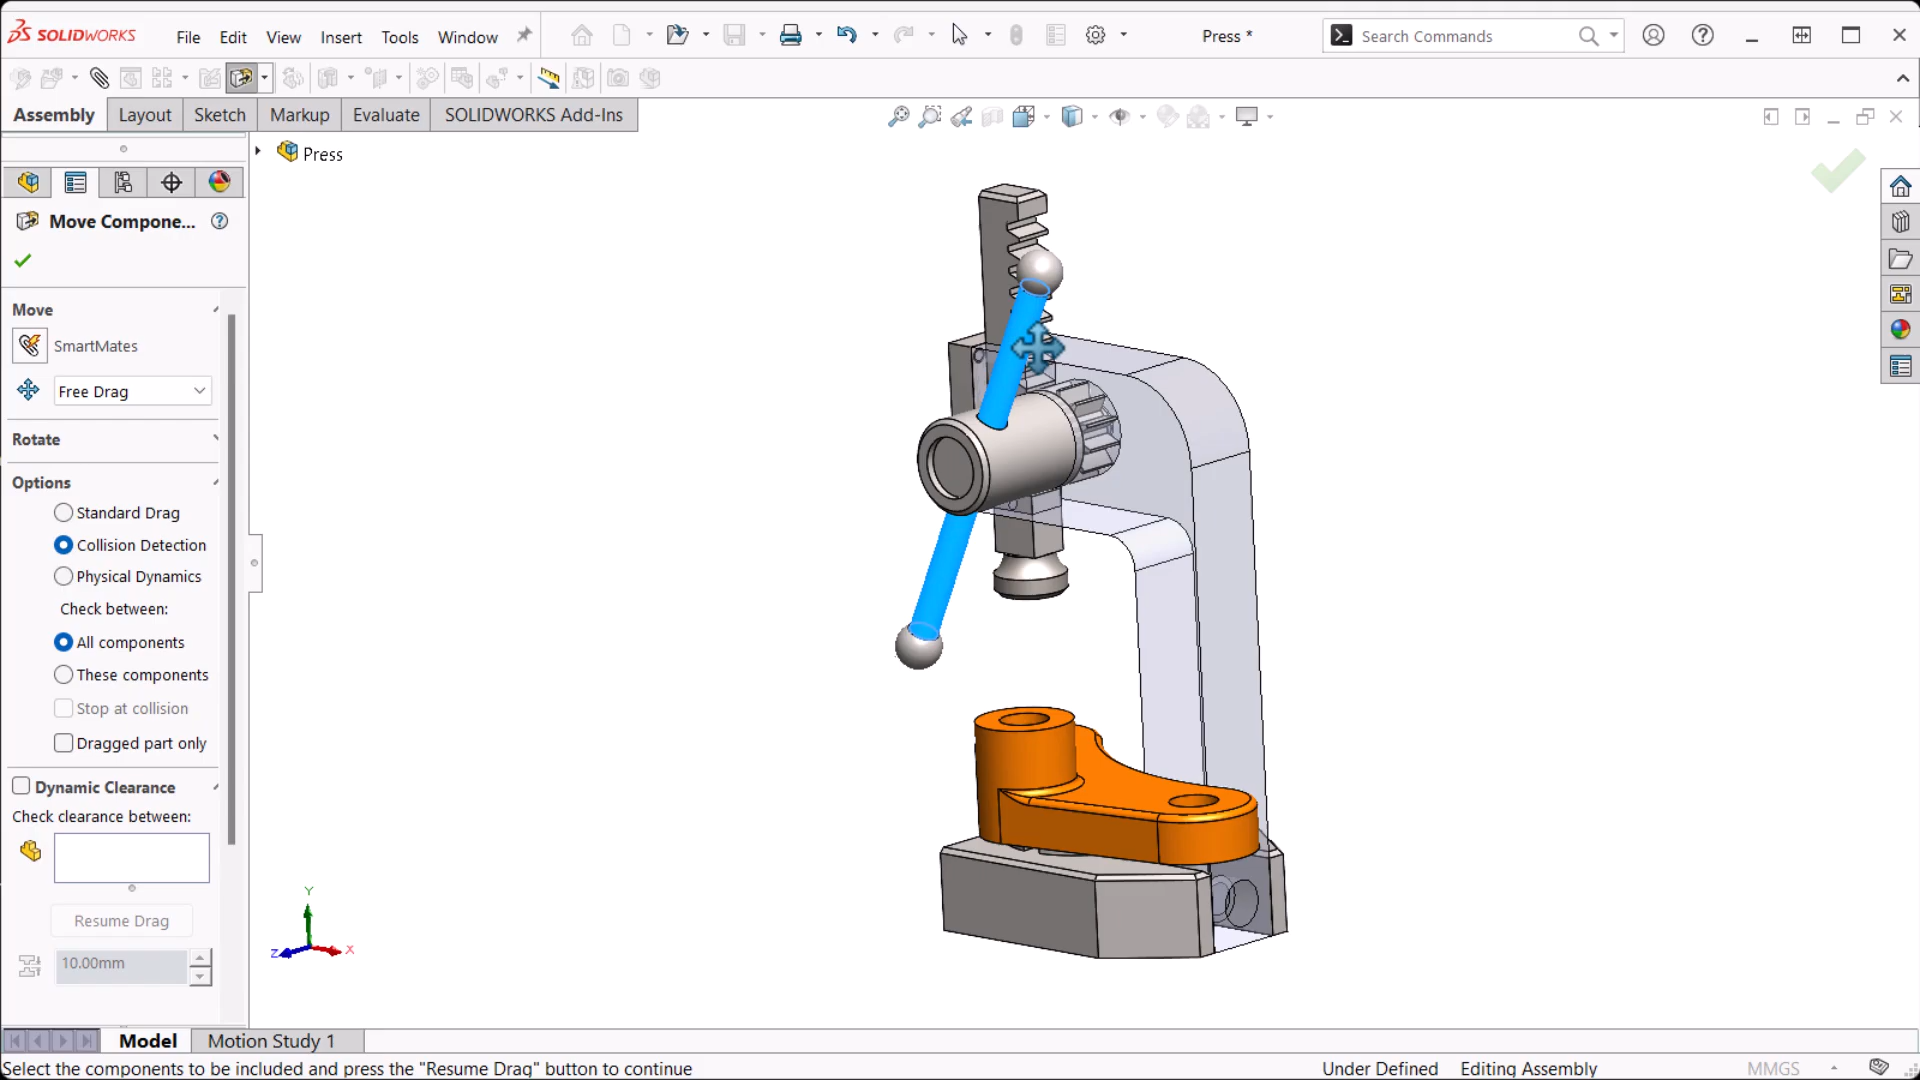 SOLIDWORKS File Edit View Insert Tools Window Press * Search Commands
Assembly Layout Sketch Markup Evaluate SOLIDWORKS Add-Ins
Press
Move Compone...
Move
SmartMates
Free Drag
Rotate
Options
Standard Drag
Collision Detection
Physical Dynamics
Check between:
All components
These components
Stop at collision
Dragged part only
Dynamic Clearance
Check clearance between:
Resume Drag
10.00mm
Y
Z X
Model Motion Study 1
Select the components to be included and press the "Resume Drag" button to continue Under Defined Editing Assembly MMGS